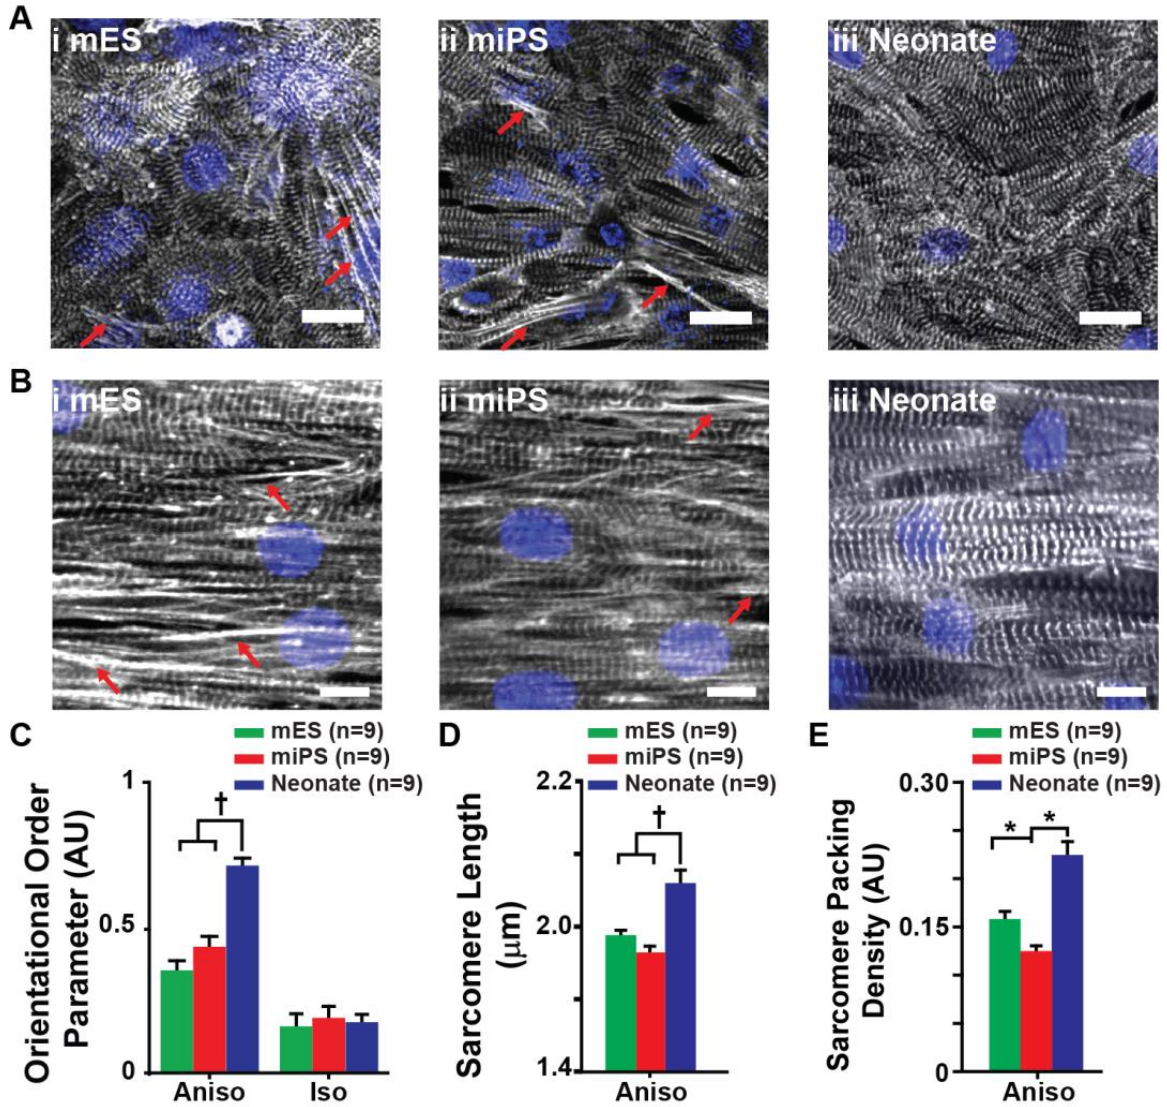 A
i mES
ii miPS
iii Neonate
B
i mES
ii miPS
iii Neonate
C
mES (n=9)
miPS (n=9)
Neonate (n=9)
Orientational Order
Parameter (AU)
1
0.5
0
†
Aniso
Iso
D
mES (n=9)
miPS (n=9)
Neonate (n=9)
Sarcomere Length
(μm)
2.2
2.0
1.4
†
Aniso
E
mES (n=9)
miPS (n=9)
Neonate (n=9)
Sarcomere Packing
Density (AU)
0.30
0.15
0
* *
Aniso